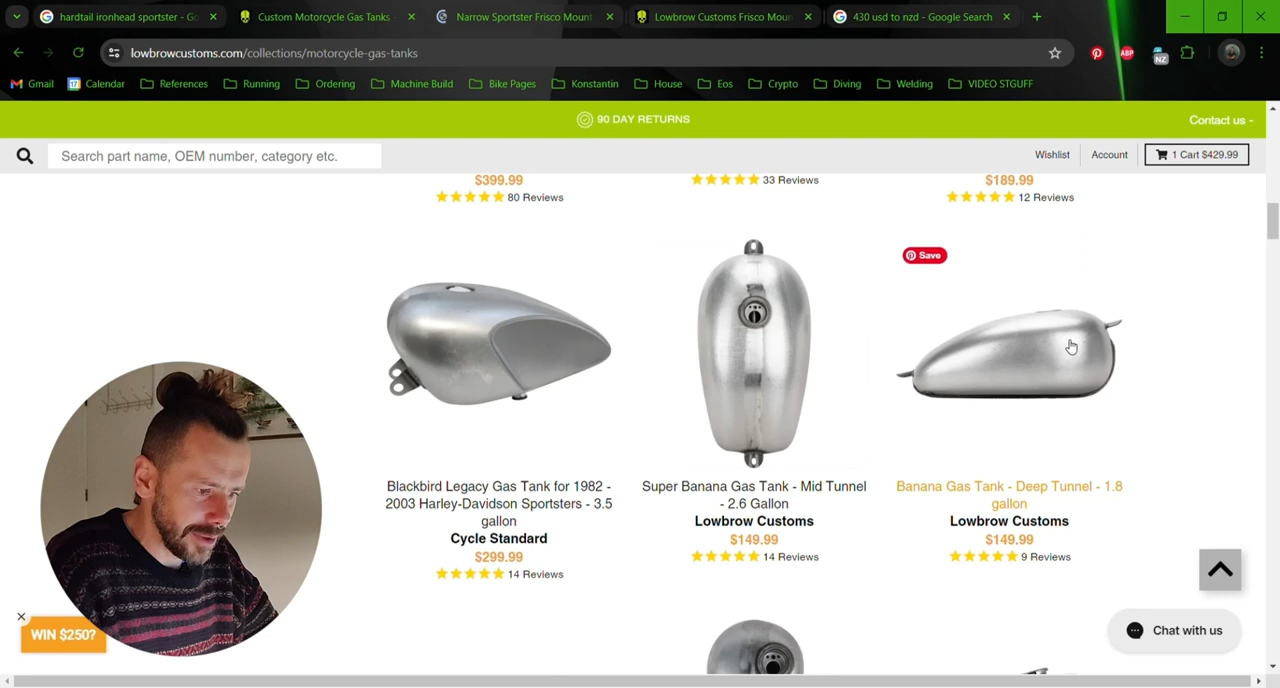 hardtail ironhead sportster - Go
Custom Motorcycle Gas Tanks -
Narrow Sportster Frisco Mount
Lowbrow Customs Frisco Moun
430 usd to nzd - Google Search
lowbrowcustoms.com/collections/motorcycle-gas-tanks
ABP
NZ
Gmail
Calendar
References
Running
Ordering
Machine Build
Bike Pages
Konstantin
House
Eos
Crypto
Diving
Welding
VIDEO STGUFF
90 DAY RETURNS
Contact us -
Search part name, OEM number, category etc.
Wishlist
Account
1 Cart $429.99
$399.99
80 Reviews
33 Reviews
$189.99
12 Reviews
Save
Blackbird Legacy Gas Tank for 1982 -
2003 Harley-Davidson Sportsters - 3.5
gallon
Cycle Standard
$299.99
14 Reviews
Super Banana Gas Tank - Mid Tunnel
- 2.6 Gallon
Lowbrow Customs
$149.99
14 Reviews
Banana Gas Tank - Deep Tunnel - 1.8
gallon
Lowbrow Customs
$149.99
9 Reviews
WIN $250?
Chat with us